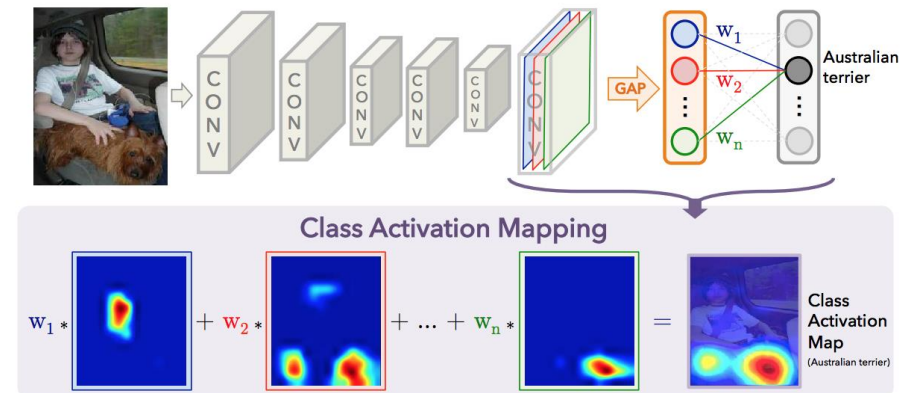 CONV
CONV
CONV
CONV
CONV
CONV
GAP
w1
w2
⋮
wn
⋮
Australian
terrier
Class Activation Mapping
w1 * + w2 * + ... + wn * =
Class
Activation
Map
(Australian terrier)